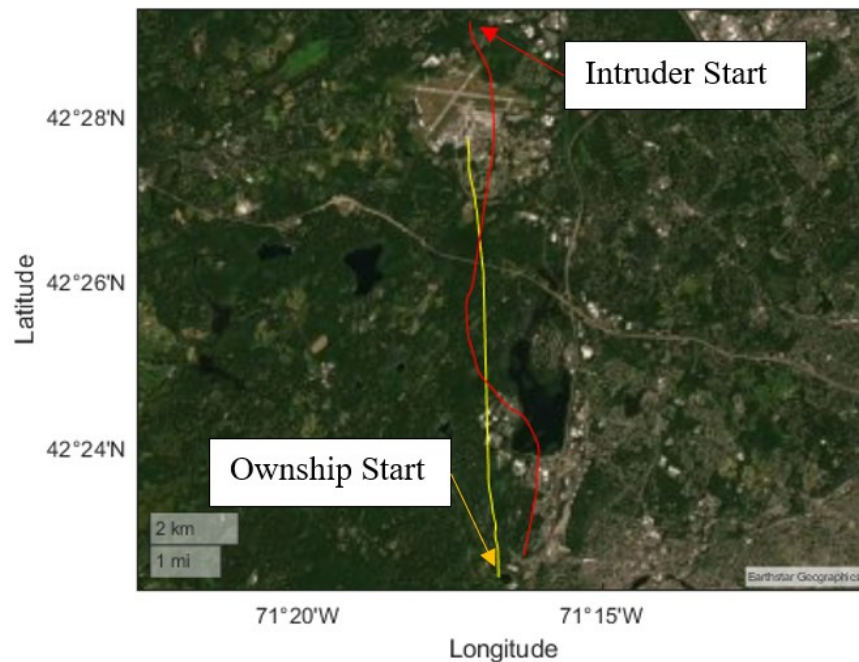 Intruder Start
42°28'N
42°26'N
Latitude
42°24'N
Ownship Start
2 km
1 mi
Earthstar Geographics
71°20'W
71°15'W
Longitude